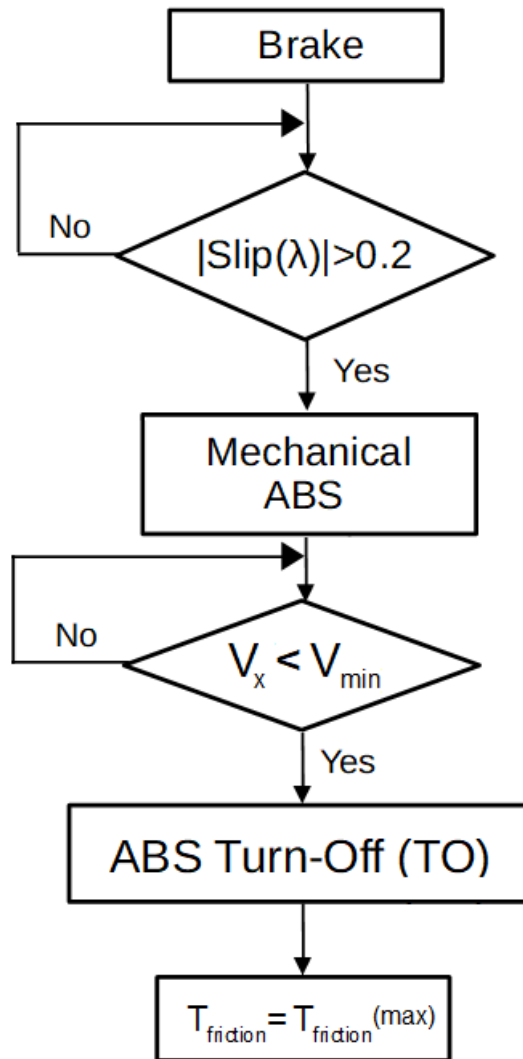 Brake
No
|Slip(λ)|>0.2
Yes
Mechanical
ABS
No
Vx < Vmin
Yes
ABS Turn-Off (TO)
Tfriction = Tfriction(max)